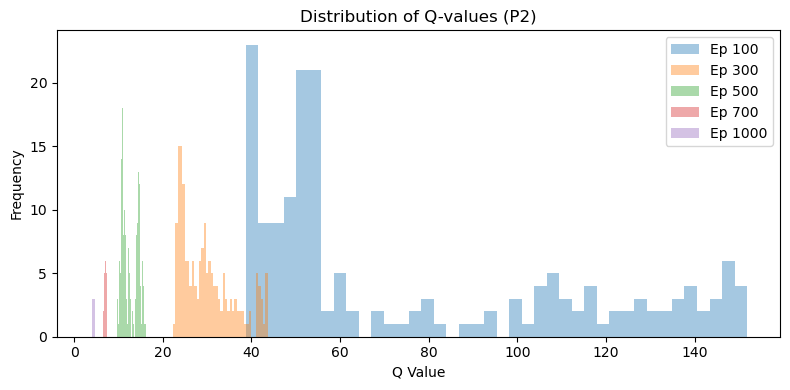 Distribution of Q-values (P2)
Ep 100
Ep 300
Ep 500
Ep 700
Ep 1000
Frequency
20
15
10
5
0
0 20 40 60 80 100 120 140
Q Value